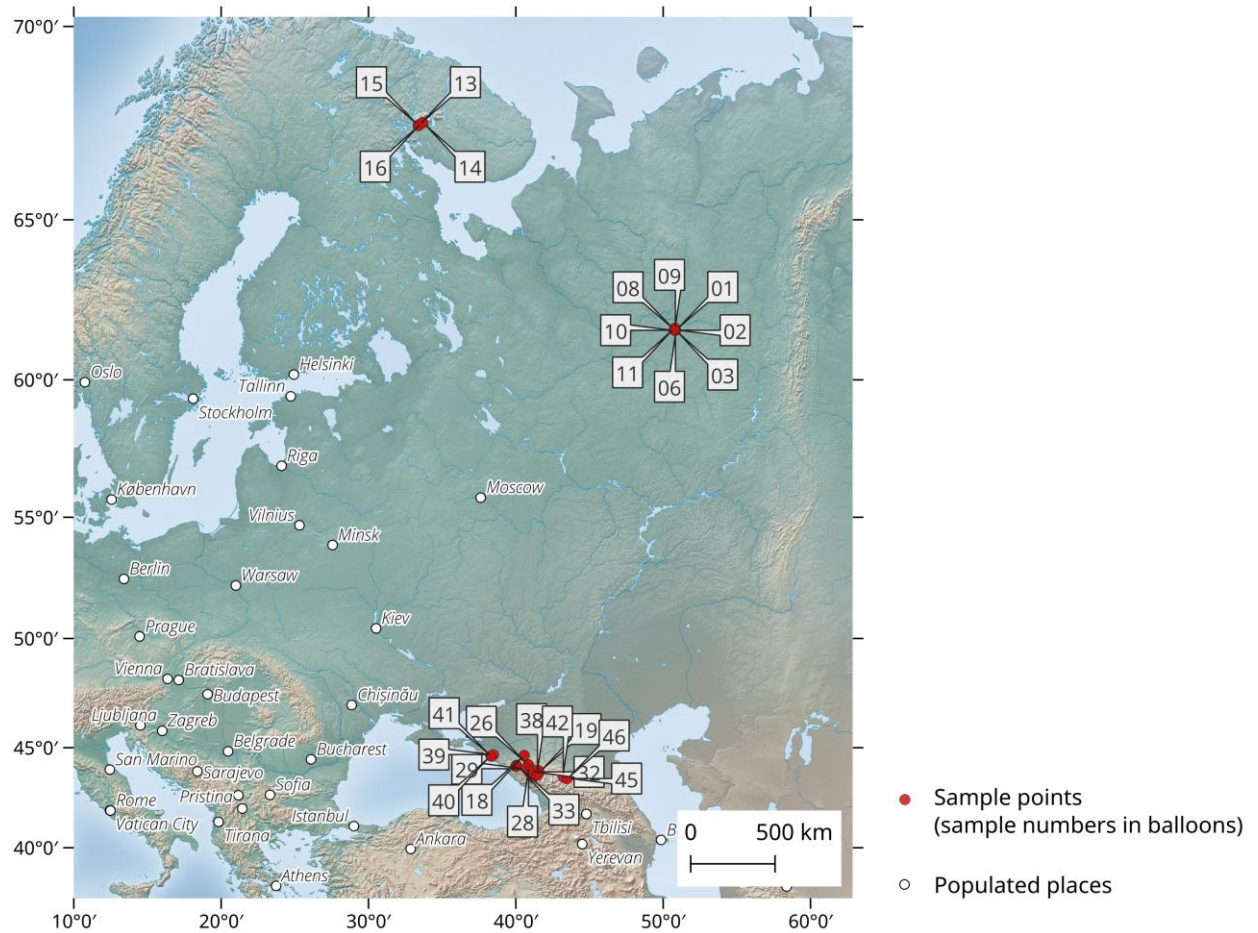 70°0′
65°0′
60°0′
55°0′
50°0′
45°0′
40°0′
10°0′
20°0′
30°0′
40°0′
50°0′
60°0′
15
13
16
14
09
08
01
10
02
11
03
06
Oslo
Helsinki
Tallinn
Stockholm
Riga
København
Moscow
Vilnius
Minsk
Berlin
Warsaw
Kiev
Prague
Vienna
Bratislava
Budapest
Chișinău
Ljubljana
Zagreb
Belgrade
Bucharest
San Marino
Sarajevo
Pristina
Sofia
Rome
Vatican City
Tirana
Istanbul
Ankara
Athens
Tbilisi
Yerevan
41
26
38
42
19
46
39
29
32
45
40
18
28
33
0 500 km
Sample points
(sample numbers in balloons)
Populated places